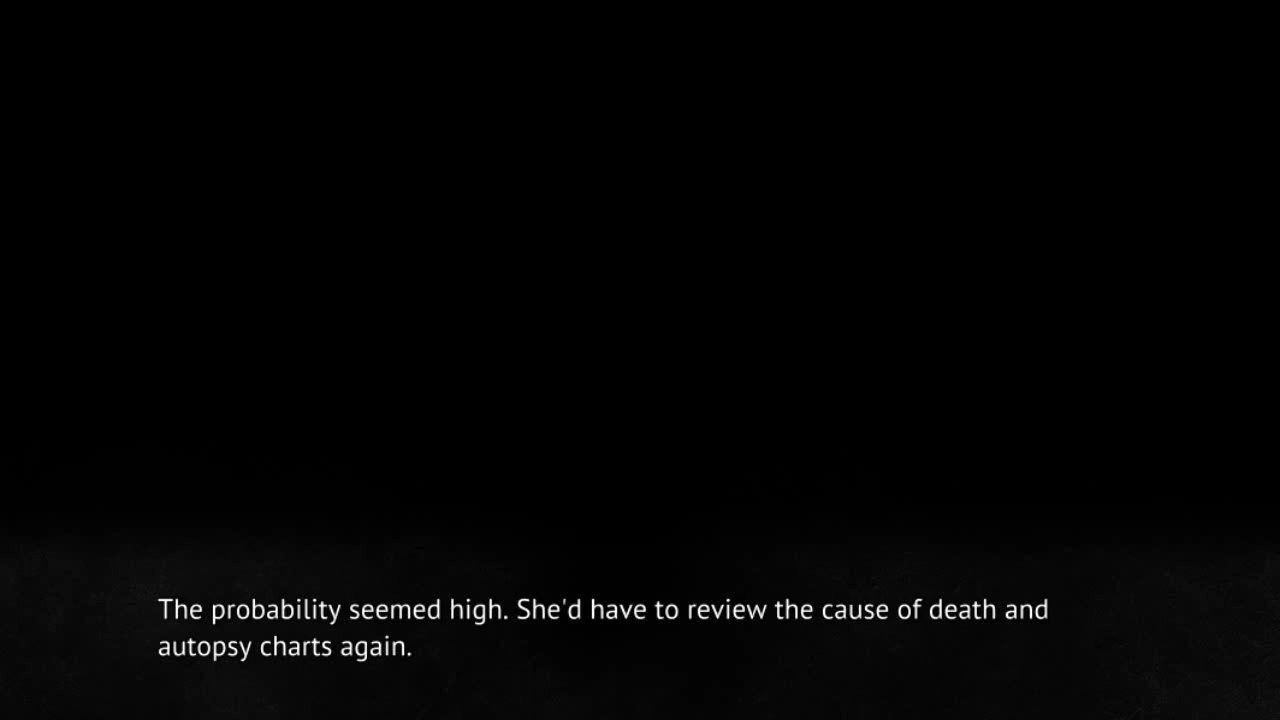 The probability seemed high. She'd have to review the cause of death and
autopsy charts again.